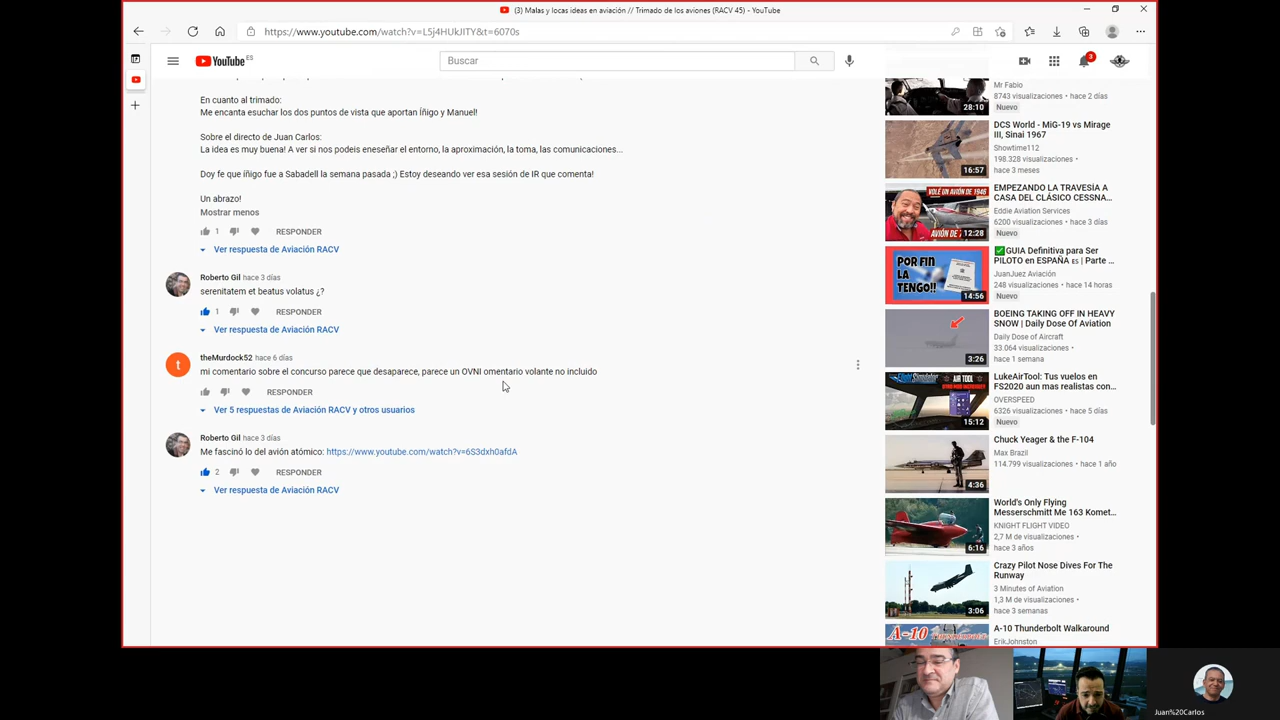 (3) Malas y locas ideas en aviación // Trimado de los aviones (RACV 45) - YouTube
https://www.youtube.com/watch?v=L5j4HUkJITY&t=6070s
YouTube ES
Buscar
3
En cuanto al trimado:
Me encanta esuchar los dos puntos de vista que aportan Íñigo y Manuel!
Sobre el directo de Juan Carlos:
La idea es muy buena! A ver si nos podeis eneseñar el entorno, la aproximación, la toma, las comunicaciones...
Doy fe que íñigo fue a Sabadell la semana pasada ;) Estoy deseando ver esa sesión de IR que comenta!
Un abrazo!
Mostrar menos
1 RESPONDER
Ver respuesta de Aviación RACV
Roberto Gil hace 3 días
serenitatem et beatus volatus ¿?
1 RESPONDER
Ver respuesta de Aviación RACV
t
theMurdock52 hace 6 días
mi comentario sobre el concurso parece que desaparece, parece un OVNI omentario volante no incluido
RESPONDER
Ver 5 respuestas de Aviación RACV y otros usuarios
Roberto Gil hace 3 días
Me fascinó lo del avión atómico: https://www.youtube.com/watch?v=6S3dxh0afdA
2 RESPONDER
Ver respuesta de Aviación RACV
28:10
Mr Fabio
8743 visualizaciones • hace 2 días
Nuevo
16:57
DCS World - MiG-19 vs Mirage
III, Sinai 1967
Showtime112
198.328 visualizaciones •
hace 3 meses
VOLÉ UN AVIÓN DE 1946
AVIÓN DE
12:28
EMPEZANDO LA TRAVESÍA A
CASA DEL CLÁSICO CESSNA...
Eddie Aviation Services
6200 visualizaciones • hace 3 días
Nuevo
POR FIN
LA
TENGO!!
14:56
✅GUIA Definitiva para Ser
PILOTO en ESPAÑA ES | Parte ...
JuanJuez Aviación
248 visualizaciones • hace 14 horas
Nuevo
3:26
BOEING TAKING OFF IN HEAVY
SNOW | Daily Dose Of Aviation
Daily Dose of Aircraft
33.064 visualizaciones •
hace 1 semana
AIR TOOL
15:12
LukeAirTool: Tus vuelos en
FS2020 aun mas realistas con...
OVERSPEED
6326 visualizaciones • hace 5 días
Nuevo
4:36
Chuck Yeager & the F-104
Max Brazil
114.799 visualizaciones • hace 1 año
6:16
World's Only Flying
Messerschmitt Me 163 Komet...
KNIGHT FLIGHT VIDEO
2,7 M de visualizaciones •
hace 3 años
3:06
Crazy Pilot Nose Dives For The
Runway
3 Minutes of Aviation
1,3 M de visualizaciones •
hace 3 semanas
A-10
A-10 Thunderbolt Walkaround
ErikJohnston
Juan%20Carlos